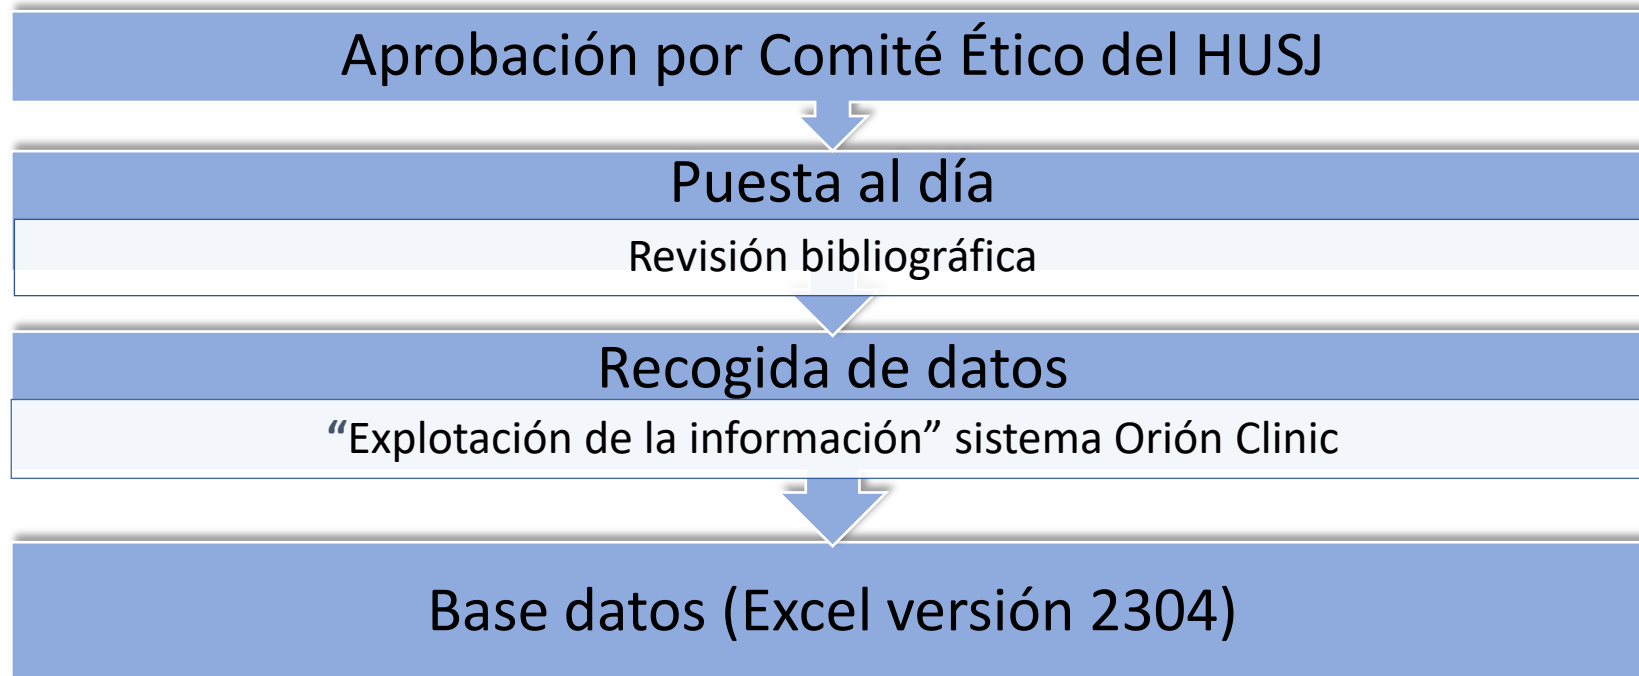 Aprobación por Comité Ético del HUSJ
Puesta al día
Revisión bibliográfica
Recogida de datos
“Explotación de la información” sistema Orión Clinic
Base datos (Excel versión 2304)